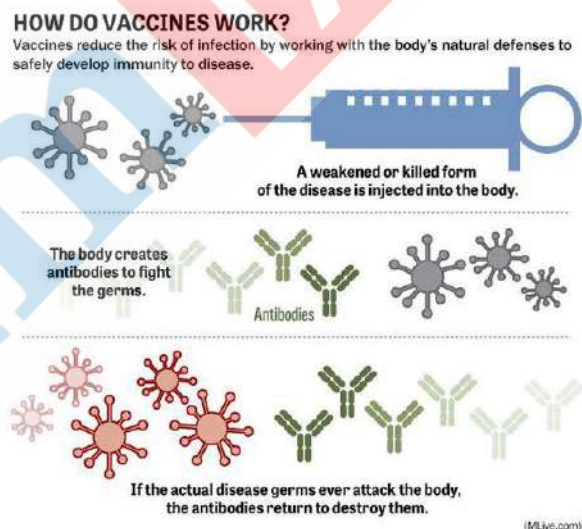 HOW DO VACCINES WORK?
Vaccines reduce the risk of infection by working with the body's natural defenses to
safely develop immunity to disease.
A weakened or killed form
of the disease is injected into the body.
The body creates
antibodies to fight
the germs.
Antibodies
If the actual disease germs ever attack the body,
the antibodies return to destroy them.
(MLive.com)